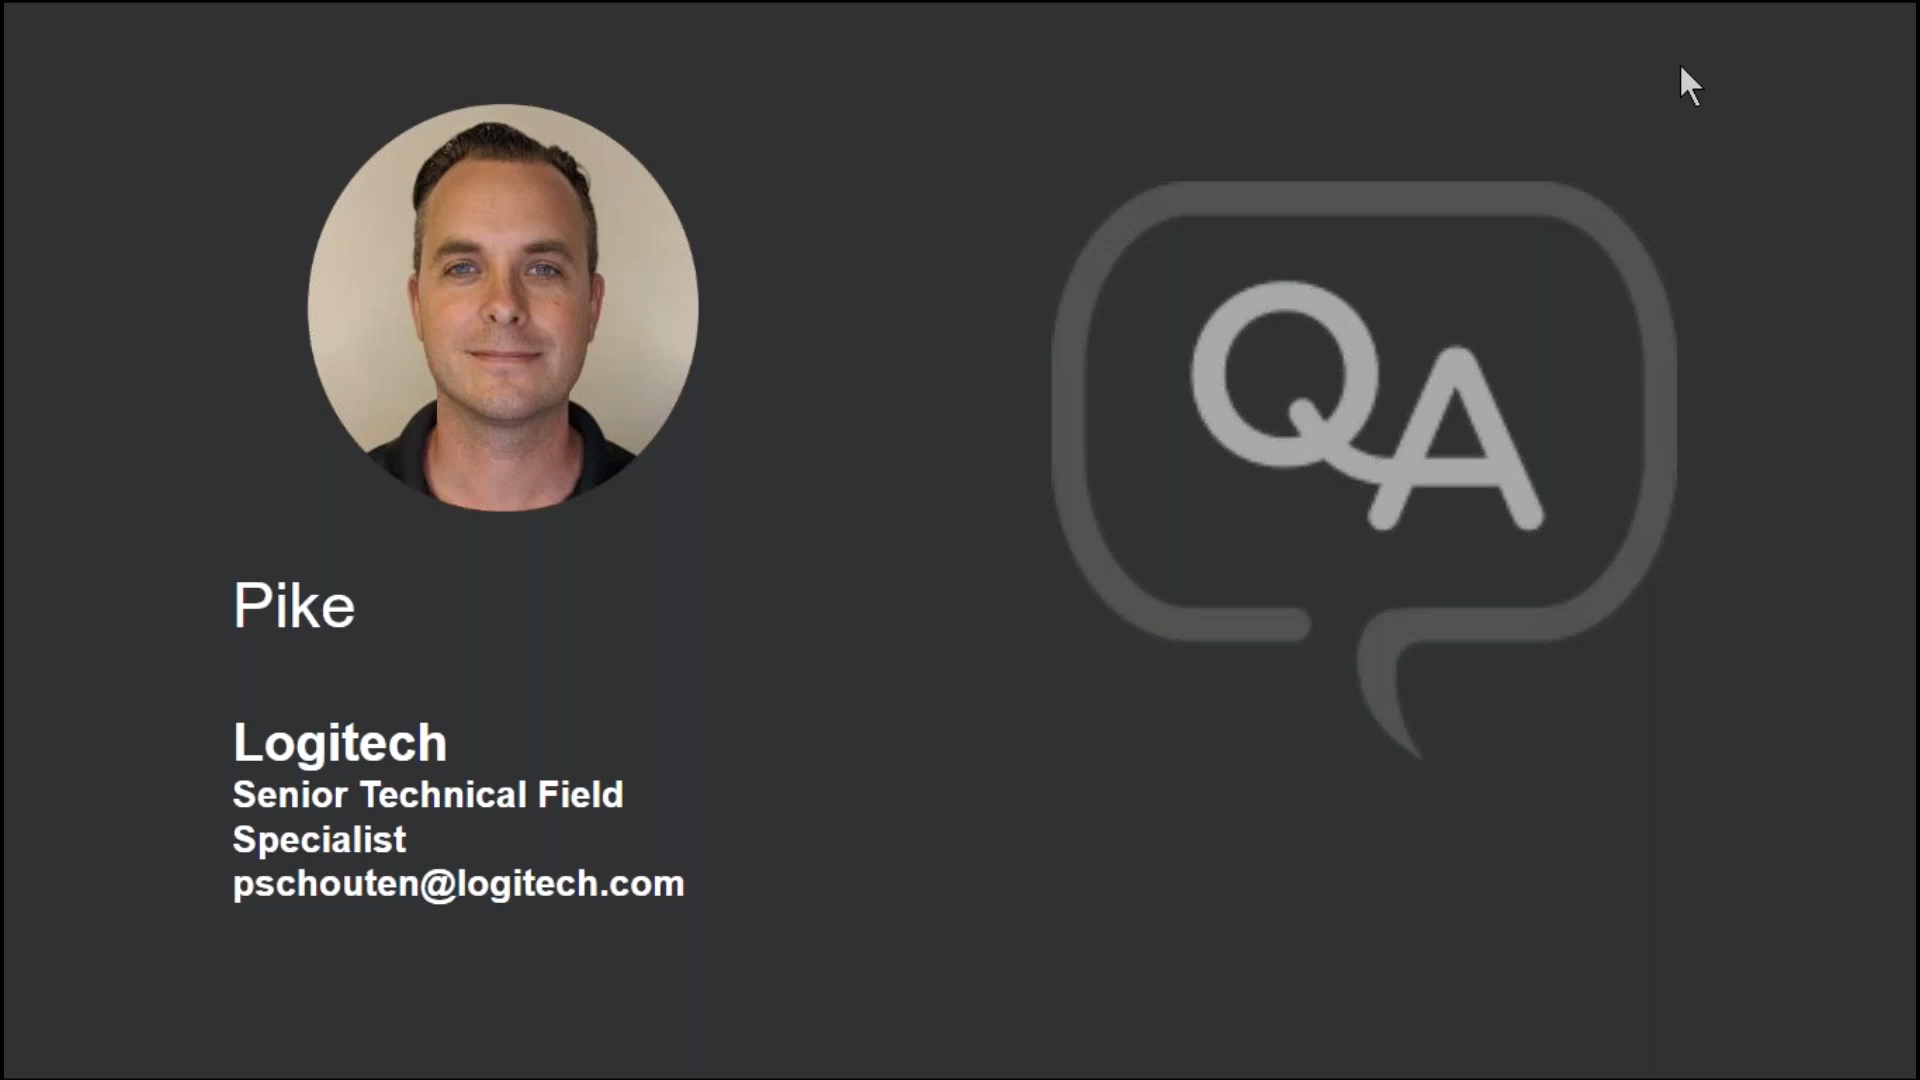 QA
Pike
Logitech
Senior Technical Field
Specialist
pschouten@logitech.com